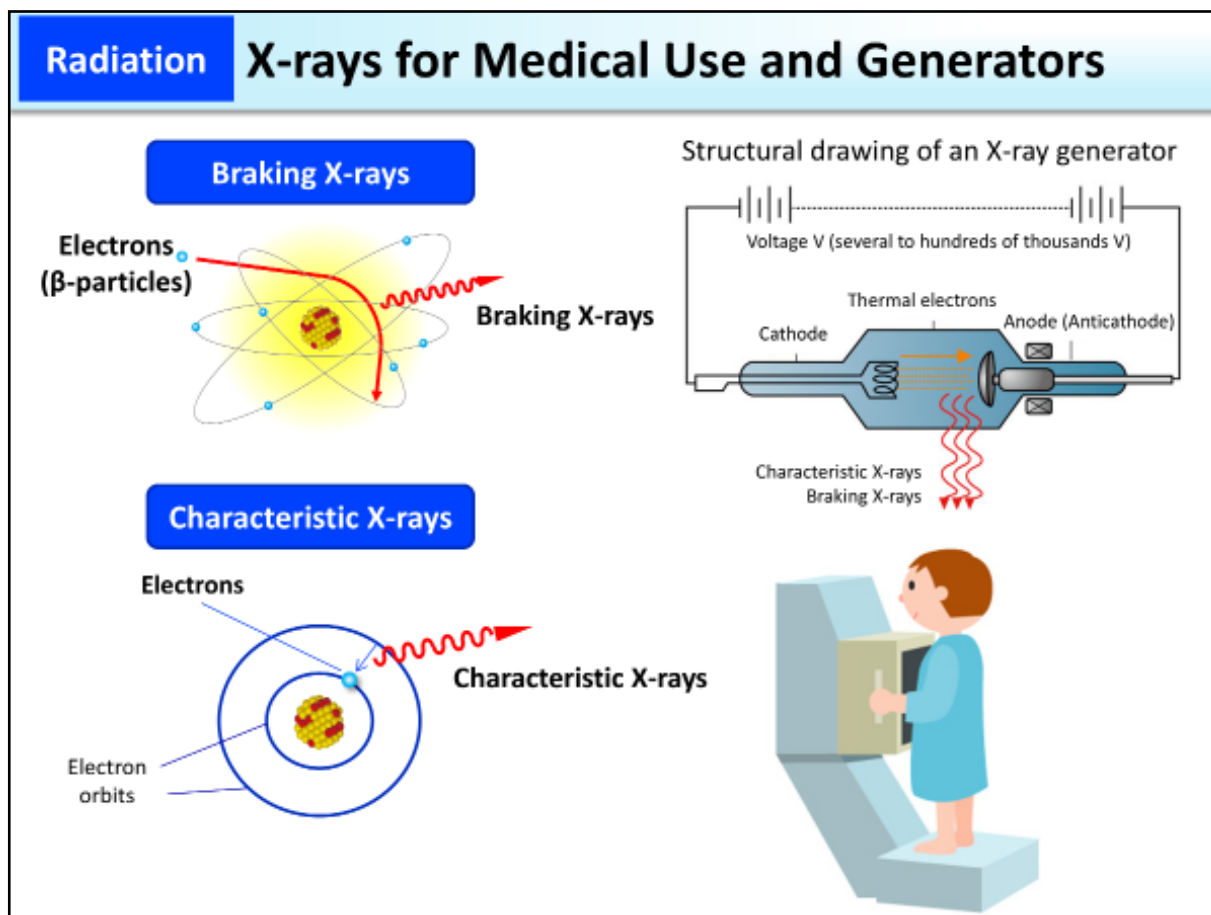 Radiation
X-rays for Medical Use and Generators
Braking X-rays
Electrons
(β-particles)
Braking X-rays
Characteristic X-rays
Electrons
Characteristic X-rays
Electron
orbits
Structural drawing of an X-ray generator
Voltage V (several to hundreds of thousands V)
Thermal electrons
Cathode
Anode (Anticathode)
Characteristic X-rays
Braking X-rays